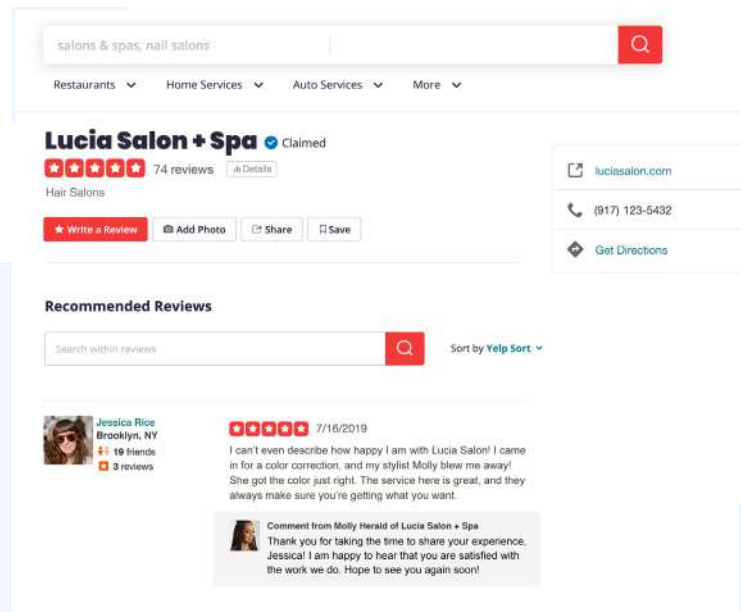 salons & spas, nail salons
Restaurants Home Services Auto Services More
Lucia Salon + Spa Claimed
74 reviews Details
Hair Salons
Write a Review Add Photo Share Save
luciasalon.com
(917) 123-5432
Get Directions
Recommended Reviews
Search within reviews
Sort by Yelp Sort
Jessica Rice
Brooklyn, NY
19 friends
3 reviews
7/16/2019
I can't even describe how happy I am with Lucia Salon! I came
in for a color correction, and my stylist Molly blew me away!
She got the color just right. The service here is great, and they
always make sure you're getting what you want.
Comment from Molly Herald of Lucia Salon + Spa
Thank you for taking the time to share your experience,
Jessica! I am happy to hear that you are satisfied with
the work we do. Hope to see you again soon!